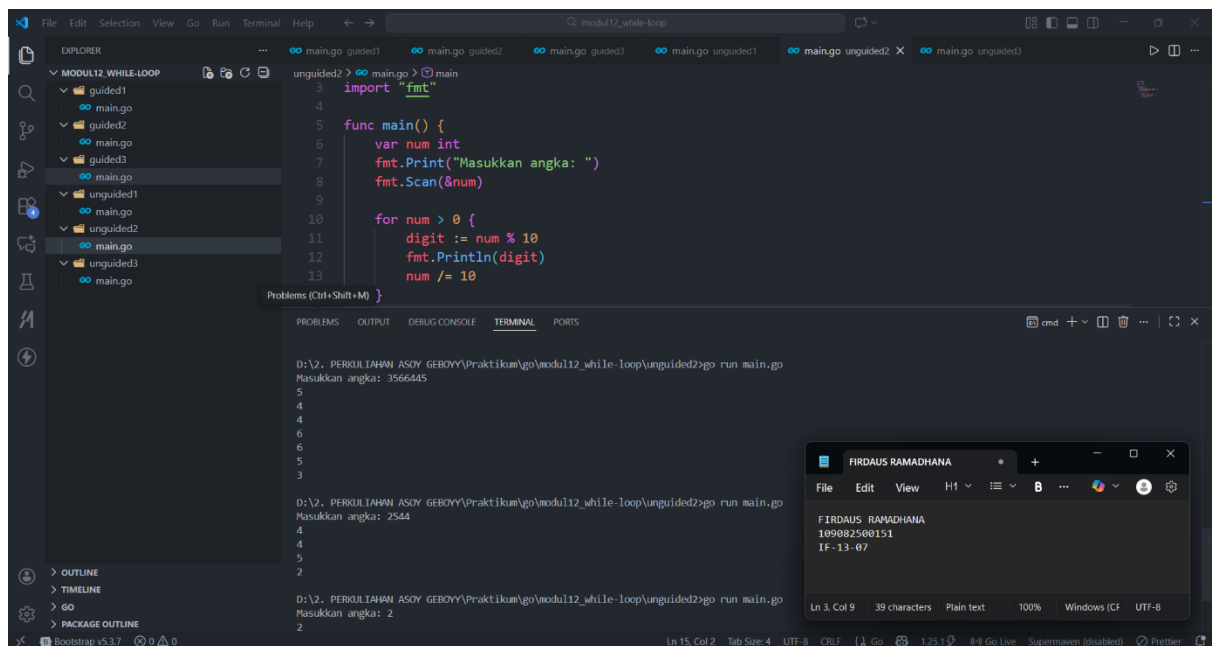 File Edit Selection View Go Run Terminal Help
modul12_while-loop
EXPLORER
MODUL12_WHILE-LOOP
guided1
main.go
guided2
main.go
guided3
main.go
unguided1
main.go
unguided2
main.go
unguided3
main.go
OUTLINE
TIMELINE
GO
PACKAGE OUTLINE
4
main.go guided1 main.go guided2 main.go guided3 main.go unguided1 main.go unguided2 main.go unguided3
unguided2 > main.go > main
3 import "fmt"
4
5 func main() {
6 var num int
7 fmt.Print("Masukkan angka: ")
8 fmt.Scan(&num)
9
10 for num > 0 {
11 digit := num % 10
12 fmt.Println(digit)
13 num /= 10
}
Problems (Ctrl+Shift+M)
PROBLEMS OUTPUT DEBUG CONSOLE TERMINAL PORTS
cmd
D:\2. PERKULIAHAN ASOY GEBOYY\Praktikum\go\modul12_while-loop\unguided2>go run main.go
Masukkan angka: 3566445
5
4
4
6
6
5
3
D:\2. PERKULIAHAN ASOY GEBOYY\Praktikum\go\modul12_while-loop\unguided2>go run main.go
Masukkan angka: 2544
4
4
5
2
D:\2. PERKULIAHAN ASOY GEBOYY\Praktikum\go\modul12_while-loop\unguided2>go run main.go
Masukkan angka: 2
2
FIRDAUS RAMADHANA
File Edit View H1 B
FIRDAUS RAMADHANA
109082500151
IF-13-07
Ln 3, Col 9 39 characters Plain text 100% Windows (CF UTF-8
Bootstrap v5.3.7 0 0 Ln 15, Col 2 Tab Size: 4 UTF-8 CRLF Go 1.25.1 Go Live Supermaven (disabled) Prettier